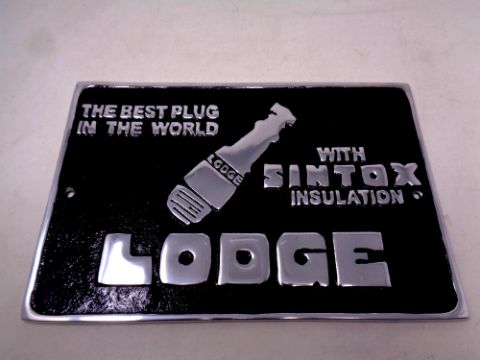 THE BEST PLUG
IN THE WORLD
LODGE
WITH
SINTOX
INSULATION
LODGE